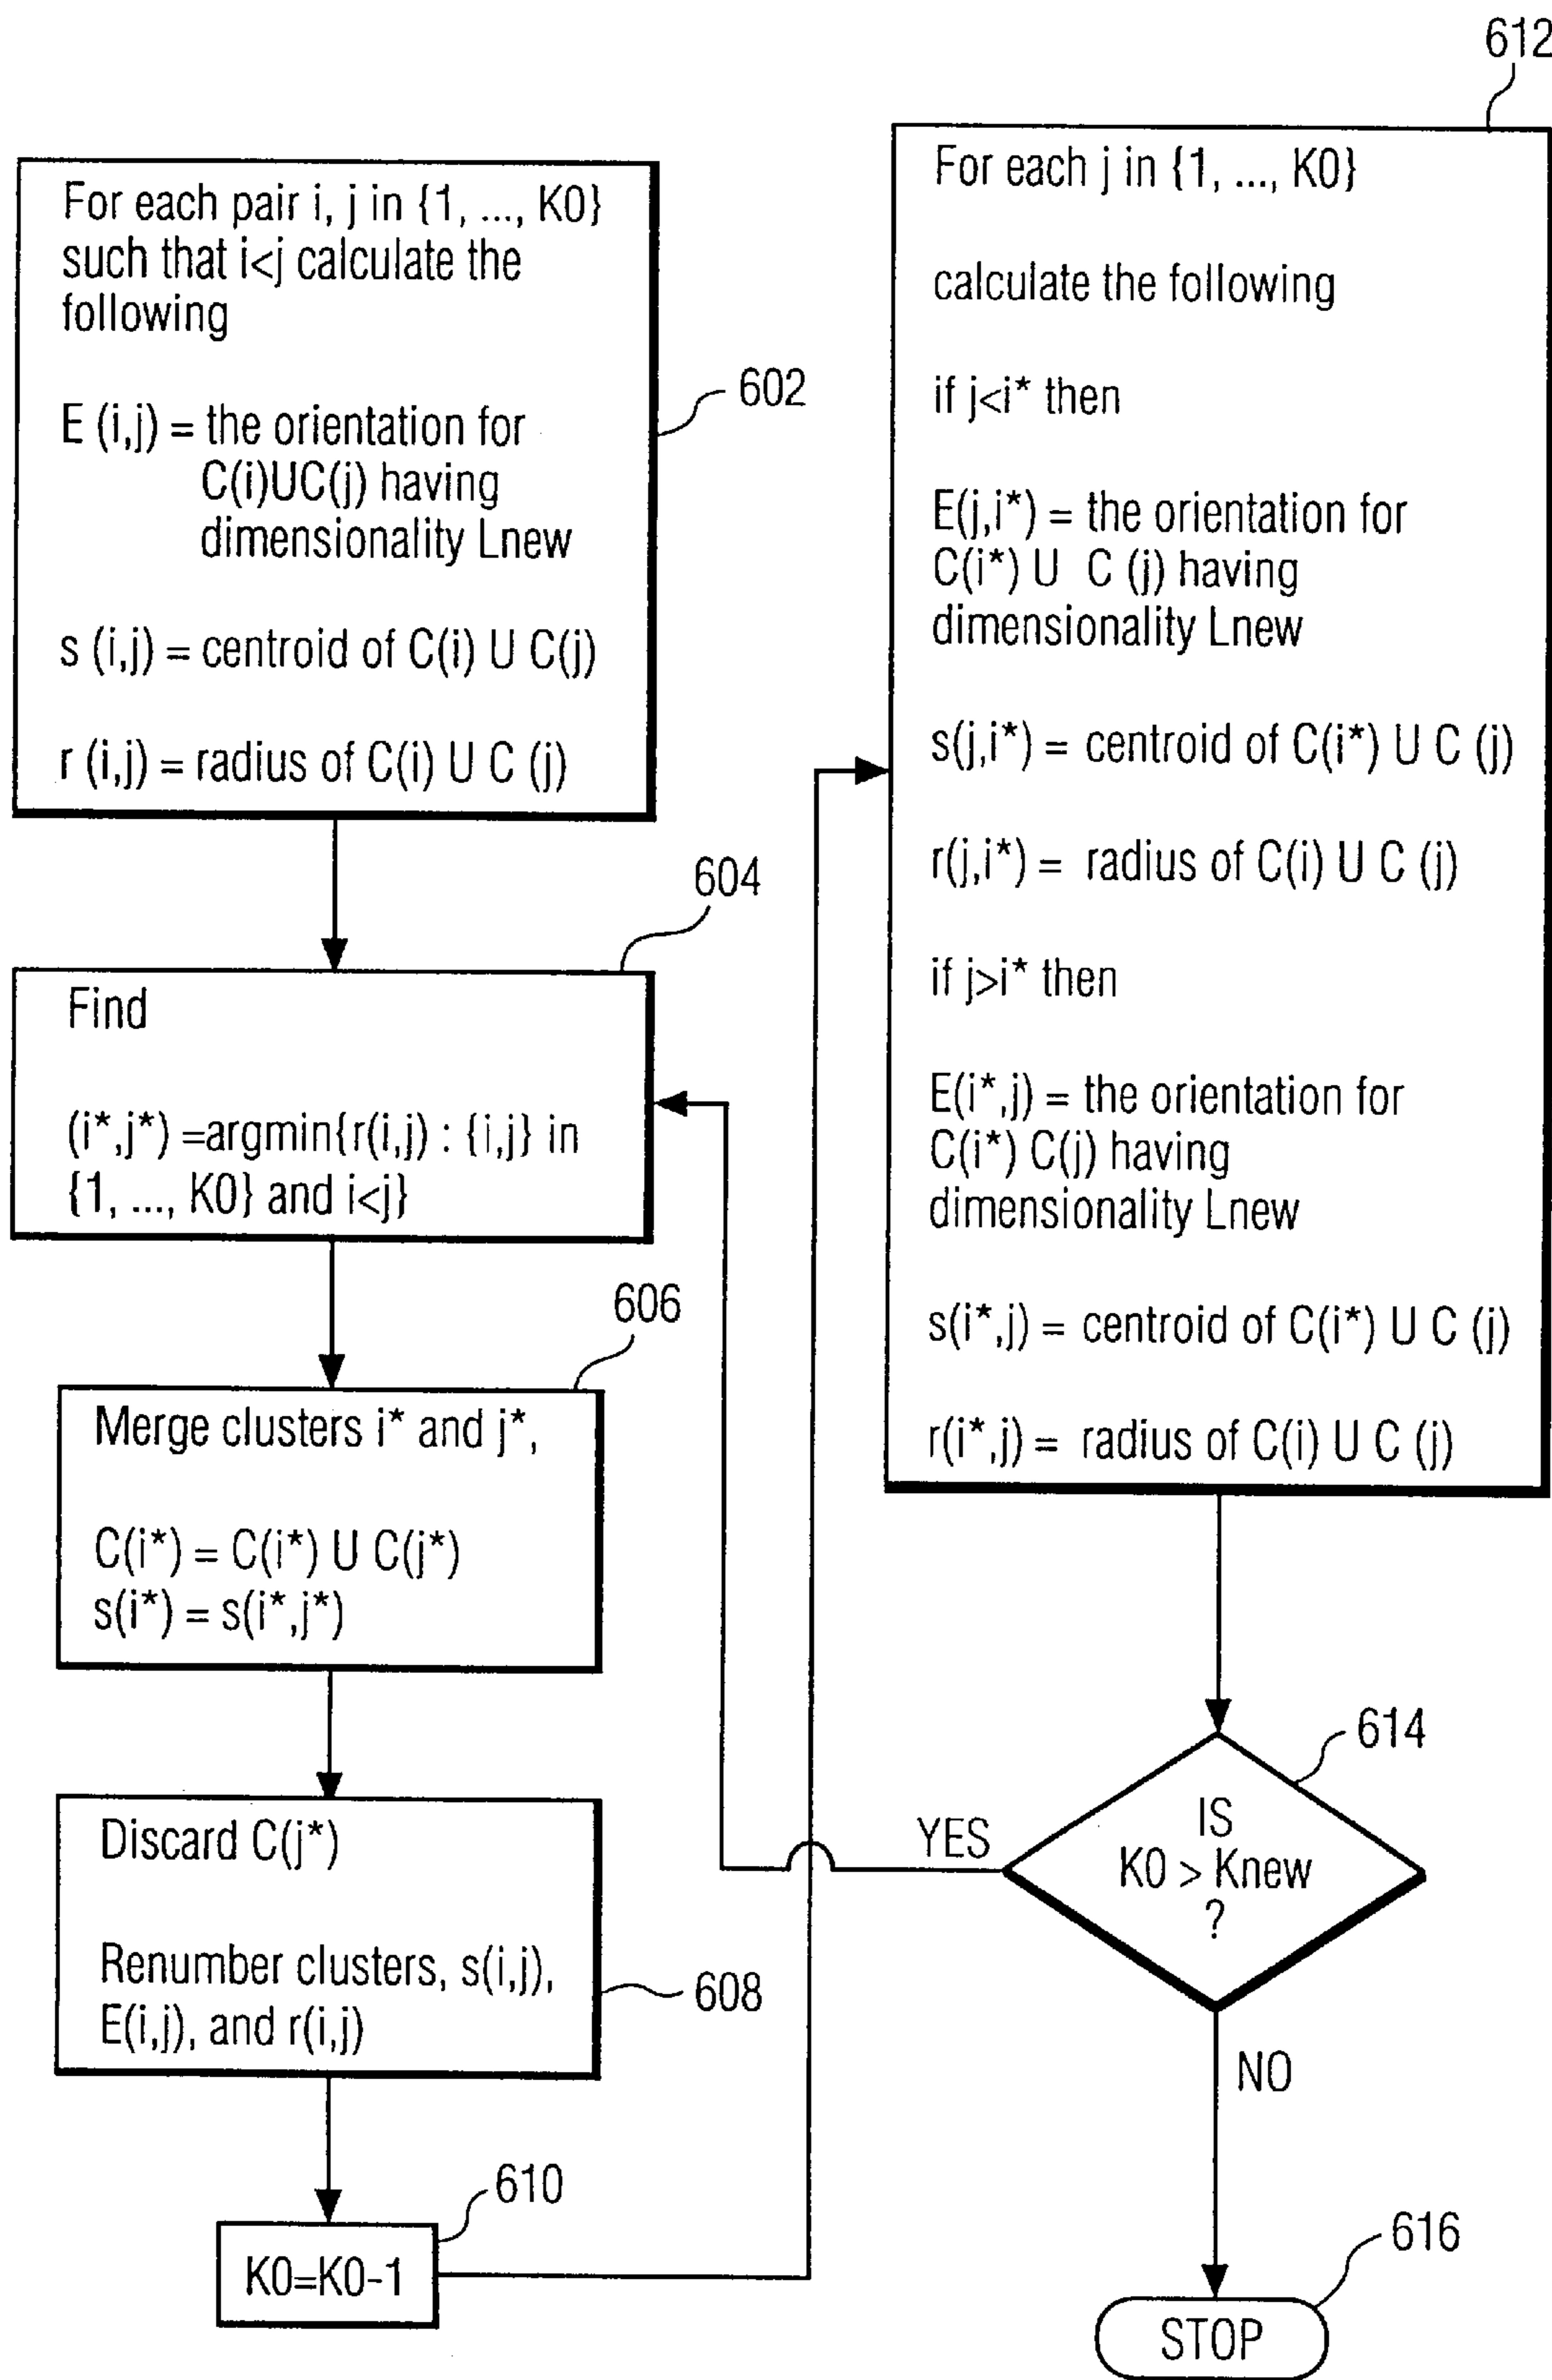 For each pair i, j in {1, ..., K0}
such that i<j calculate the
following
E (i,j) = the orientation for
C(i)UC(j) having
dimensionality Lnew
s (i,j) = centroid of C(i) U C(j)
r (i,j) = radius of C(i) U C (j)
602
604
Find
(i*,j*) =argmin{r(i,j) : {i,j} in
{1, ..., K0} and i<j}
606
Merge clusters i* and j*,
C(i*) = C(i*) U C(j*)
s(i*) = s(i*,j*)
Discard C(j*)
Renumber clusters, s(i,j),
E(i,j), and r(i,j)
608
610
K0=K0-1
612
For each j in {1, ..., K0}
calculate the following
if j<i* then
E(j,i*) = the orientation for
C(i*) U C (j) having
dimensionality Lnew
s(j,i*) = centroid of C(i*) U C (j)
r(j,i*) = radius of C(i) U C (j)
if j>i* then
E(i*,j) = the orientation for
C(i*) C(j) having
dimensionality Lnew
s(i*,j) = centroid of C(i*) U C (j)
r(i*,j) = radius of C(i) U C (j)
614
YES
IS
K0 > Knew
?
NO
616
STOP